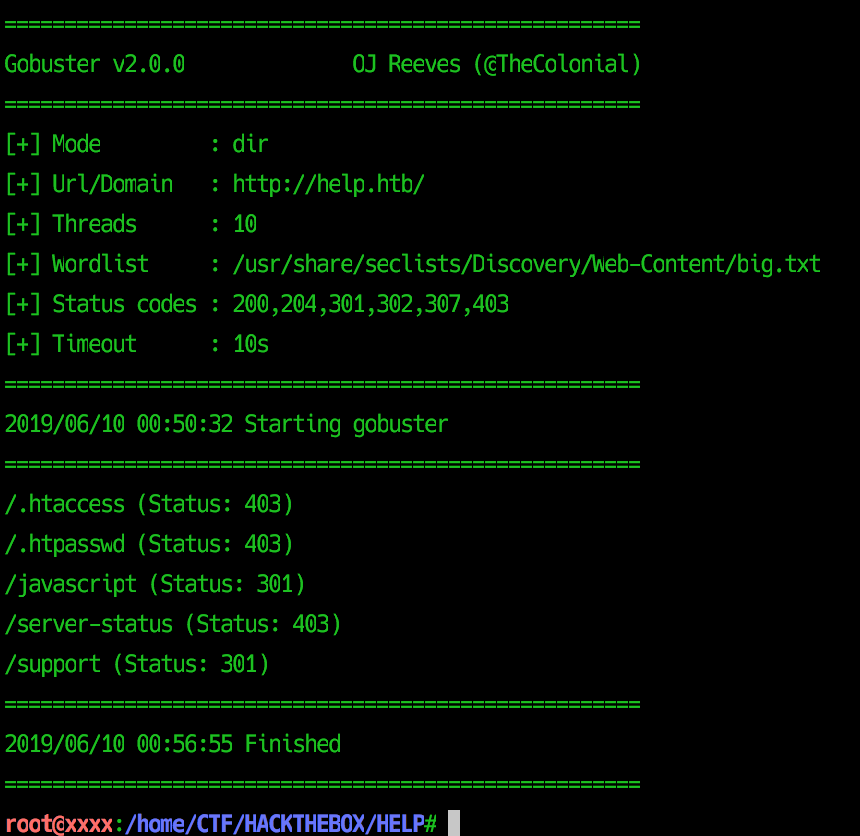 =====================================================
Gobuster v2.0.0              OJ Reeves (@TheColonial)
=====================================================
[+] Mode         : dir
[+] Url/Domain   : http://help.htb/
[+] Threads      : 10
[+] Wordlist     : /usr/share/seclists/Discovery/Web-Content/big.txt
[+] Status codes : 200,204,301,302,307,403
[+] Timeout      : 10s
=====================================================
2019/06/10 00:50:32 Starting gobuster
=====================================================
/.htaccess (Status: 403)
/.htpasswd (Status: 403)
/javascript (Status: 301)
/server-status (Status: 403)
/support (Status: 301)
=====================================================
2019/06/10 00:56:55 Finished
=====================================================
root@xxxx:/home/CTF/HACKTHEBOX/HELP#